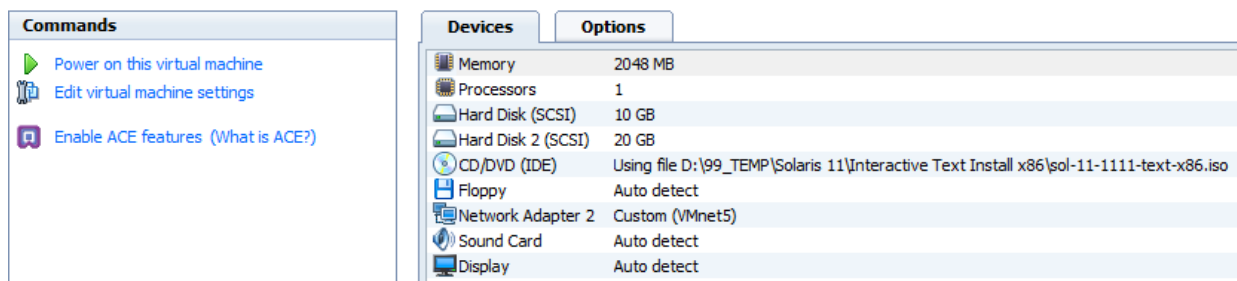 Commands
Power on this virtual machine
Edit virtual machine settings
Enable ACE features (What is ACE?)
Devices Options
Memory 2048 MB
Processors 1
Hard Disk (SCSI) 10 GB
Hard Disk 2 (SCSI) 20 GB
CD/DVD (IDE) Using file D:\99_TEMP\Solaris 11\Interactive Text Install x86\sol-11-1111-text-x86.iso
Floppy Auto detect
Network Adapter 2 Custom (VMnet5)
Sound Card Auto detect
Display Auto detect